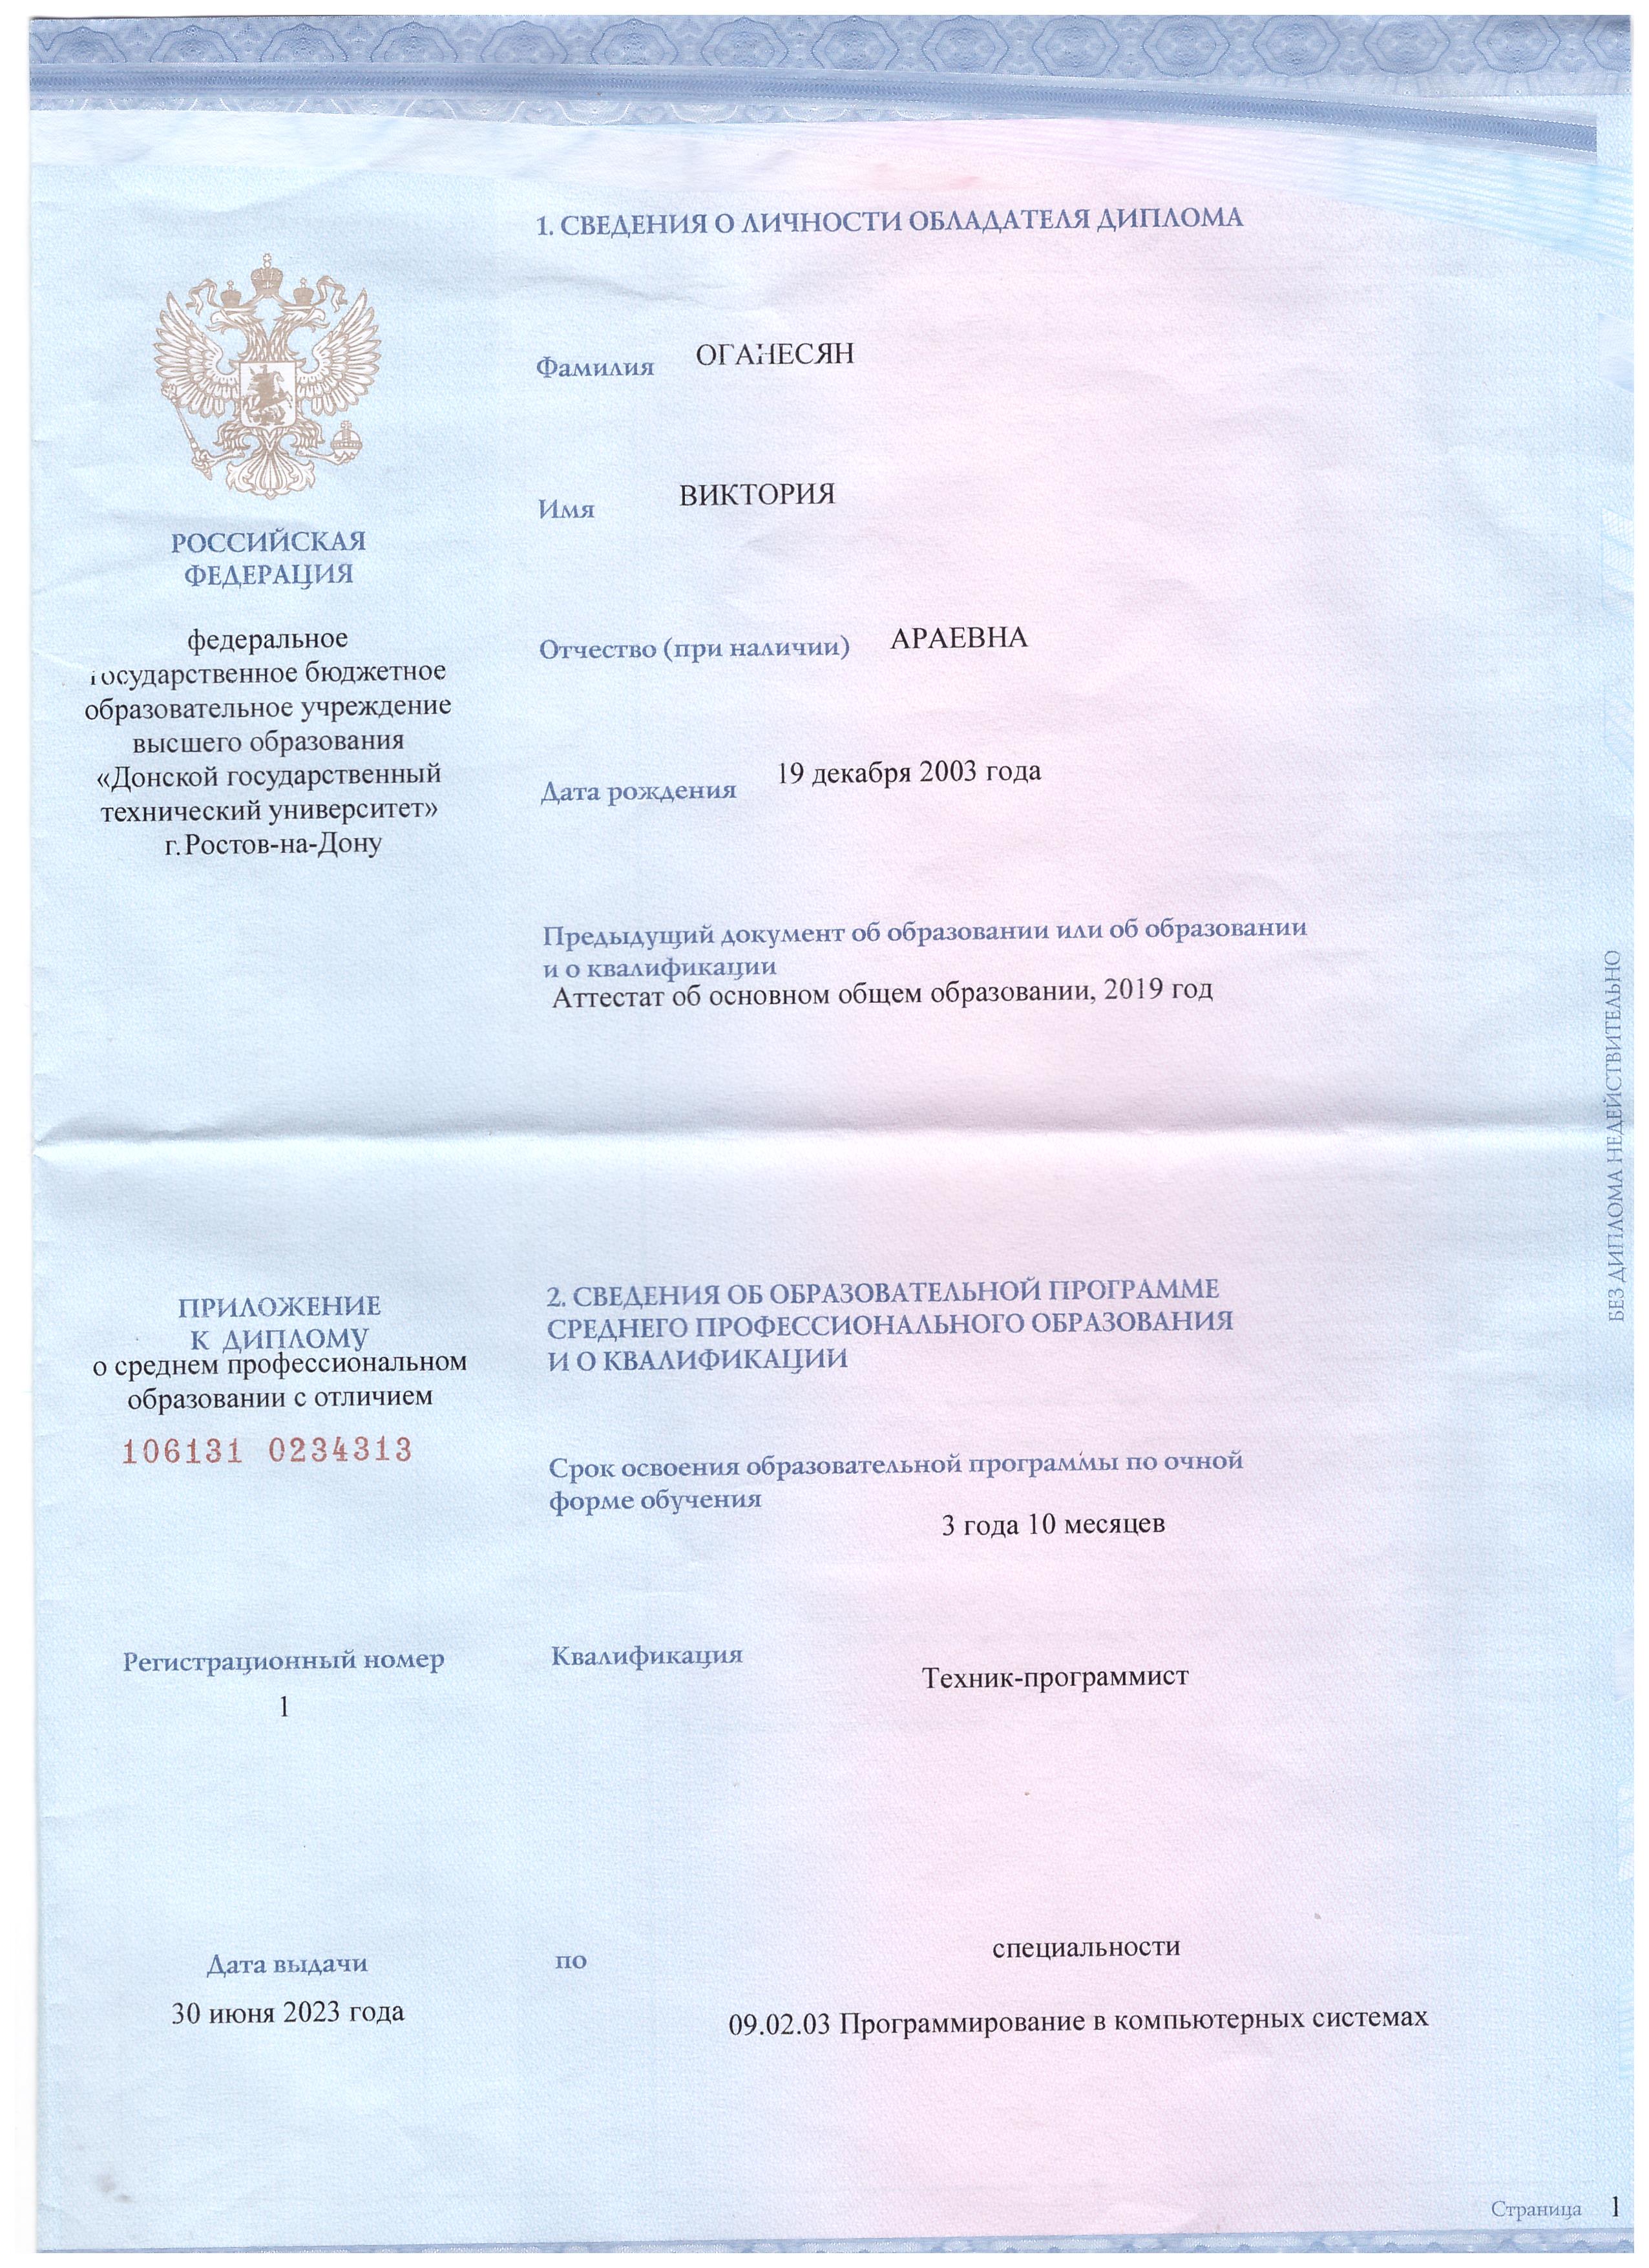 1. СВЕДЕНИЯ О ЛИЧНОСТИ ОБЛАДАТЕЛЯ ДИПЛОМА
Фамилия ОГАНЕСЯН
Имя ВИКТОРИЯ
РОССИЙСКАЯ
ФЕДЕРАЦИЯ
федеральное
государственное бюджетное
образовательное учреждение
высшего образования
«Донской государственный
технический университет»
г.Ростов-на-Дону
Отчество (при наличии) АРАЕВНА
Дата рождения 19 декабря 2003 года
Предыдущий документ об образовании или об образовании
и о квалификации
Аттестат об основном общем образовании, 2019 год
БЕЗ ДИПЛОМА НЕДЕЙСТВИТЕЛЬНО
ПРИЛОЖЕНИЕ
К ДИПЛОМУ
о среднем профессиональном
образовании с отличием
106131 0234313
Регистрационный номер
1
Дата выдачи
30 июня 2023 года
2. СВЕДЕНИЯ ОБ ОБРАЗОВАТЕЛЬНОЙ ПРОГРАММЕ
СРЕДНЕГО ПРОФЕССИОНАЛЬНОГО ОБРАЗОВАНИЯ
И О КВАЛИФИКАЦИИ
Срок освоения образовательной программы по очной
форме обучения
3 года 10 месяцев
Квалификация
Техник-программист
по специальности
09.02.03 Программирование в компьютерных системах
Страница 1